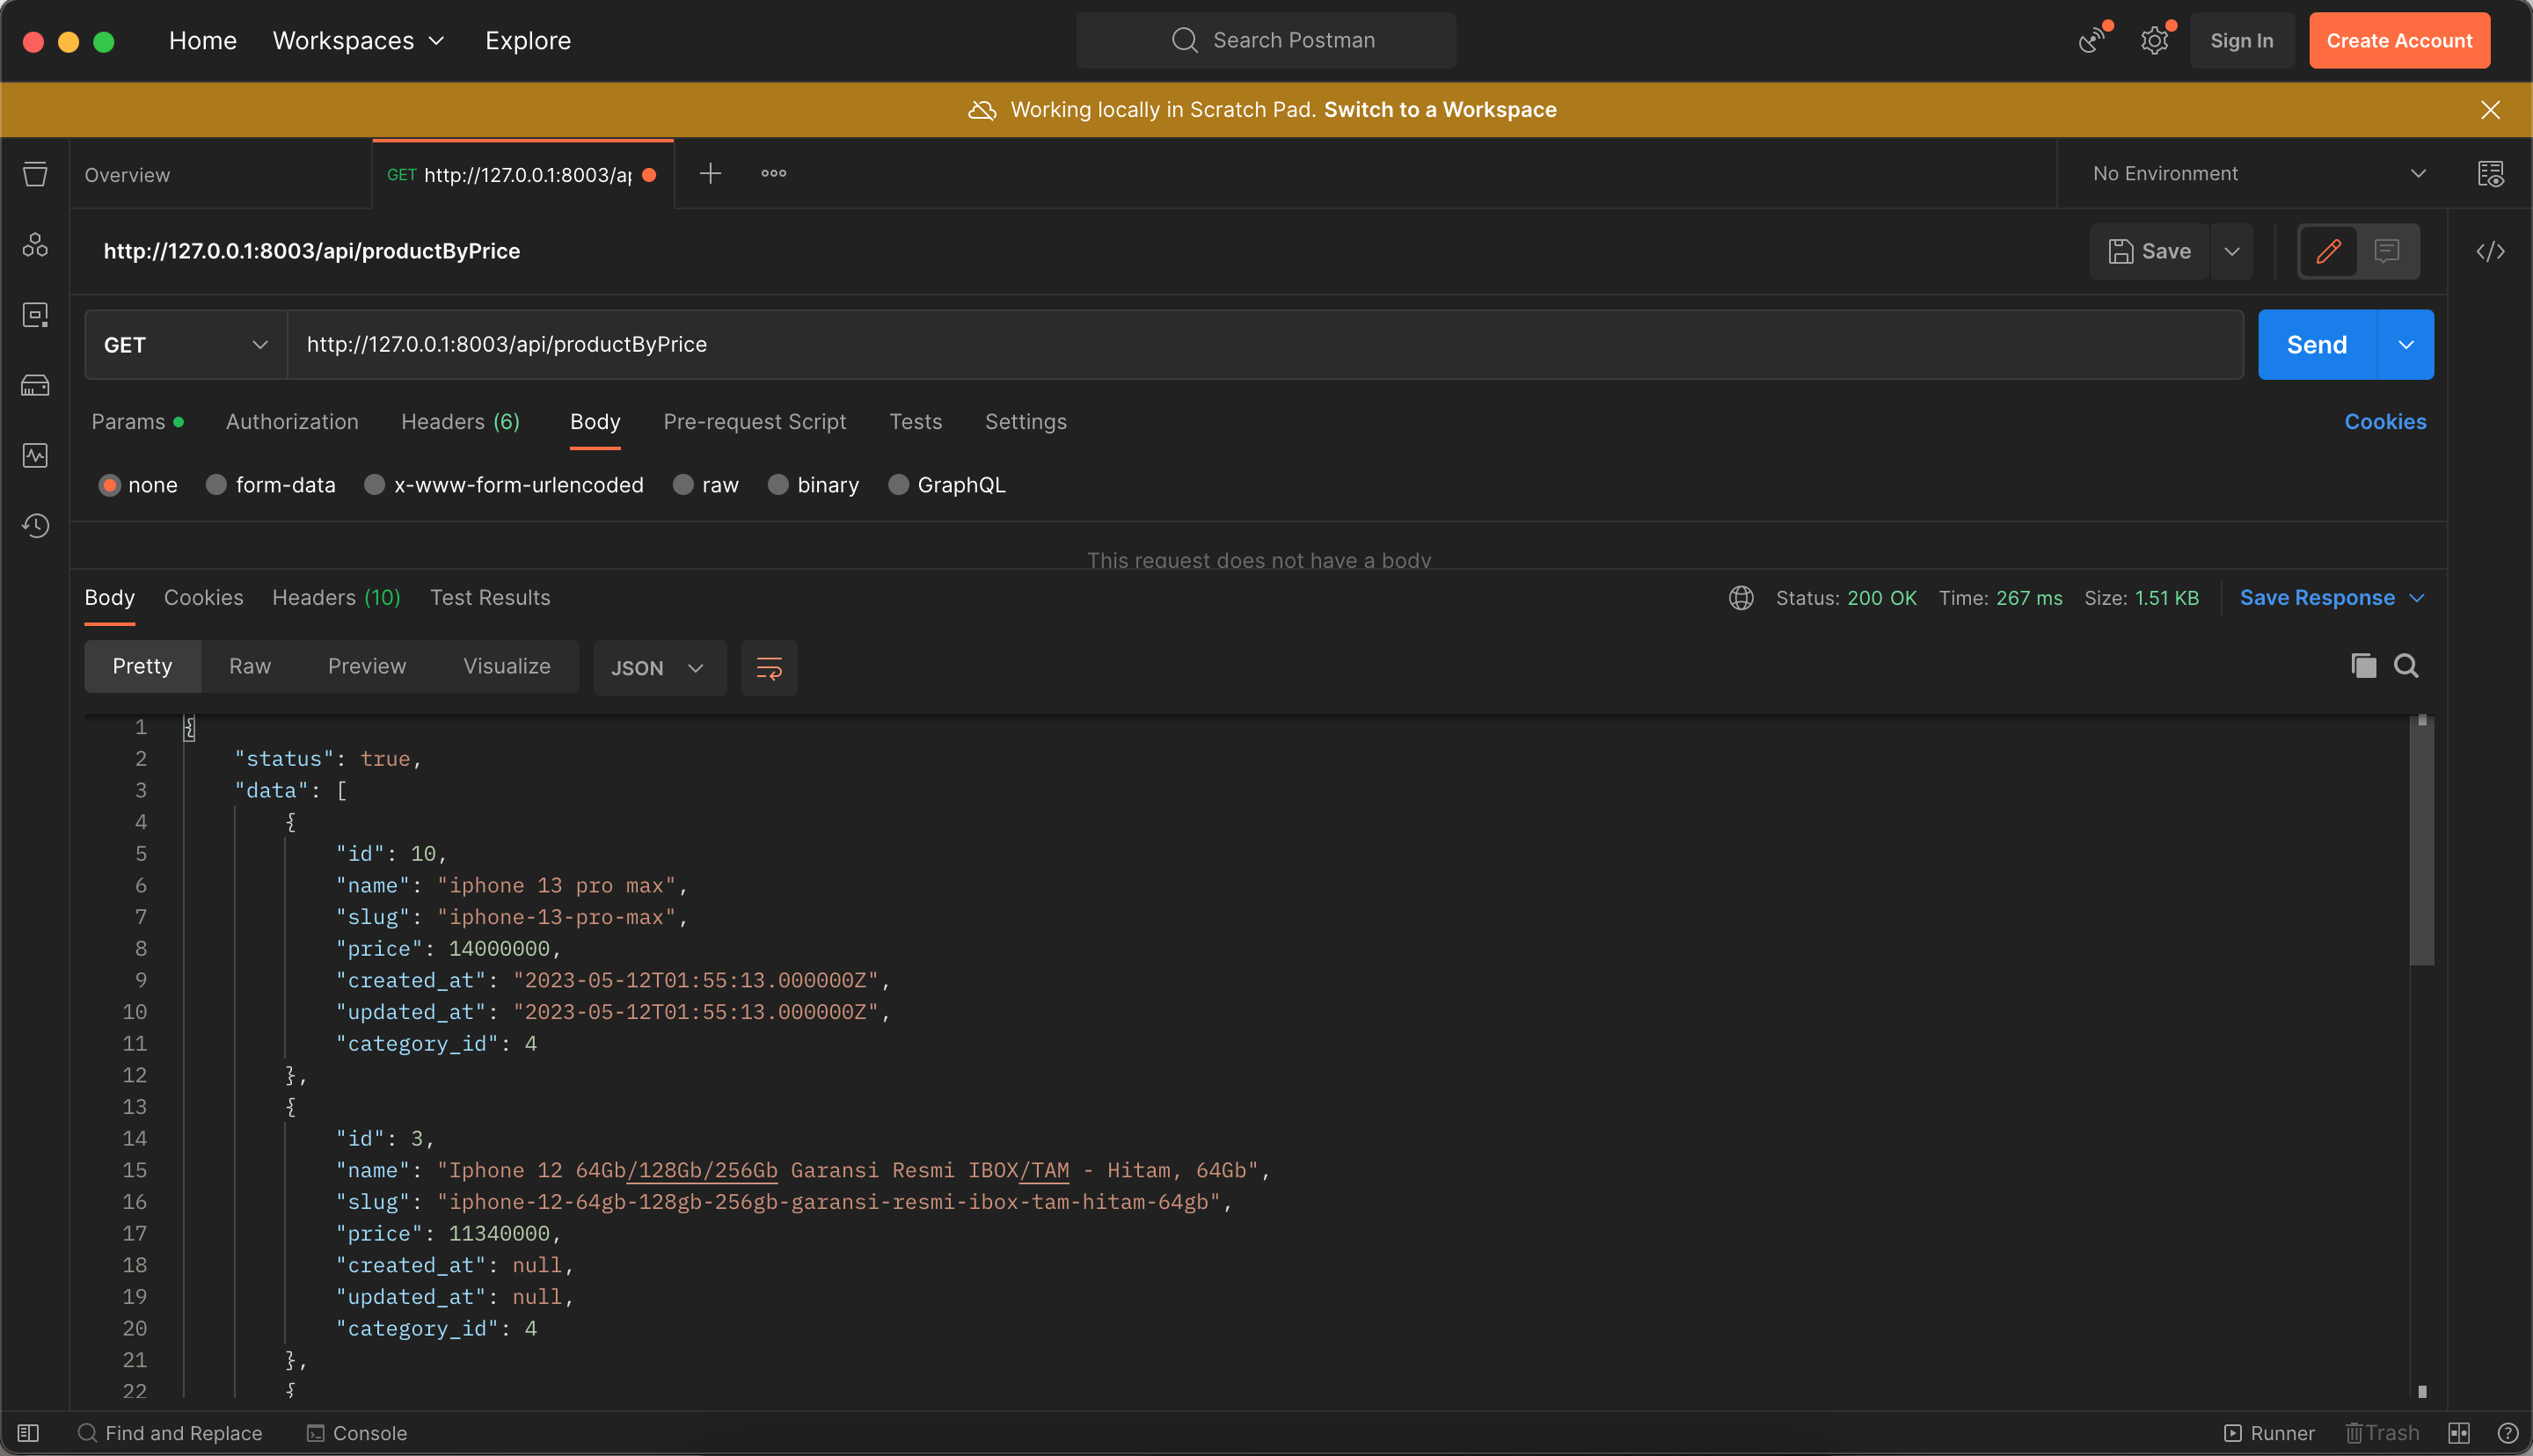 Home Workspaces Explore Search Postman Sign In Create Account
Working locally in Scratch Pad. Switch to a Workspace
Overview GET http://127.0.0.1:8003/ap No Environment
http://127.0.0.1:8003/api/productByPrice Save
GET http://127.0.0.1:8003/api/productByPrice Send
Params Authorization Headers (6) Body Pre-request Script Tests Settings Cookies
none form-data x-www-form-urlencoded raw binary GraphQL
This request does not have a body
Body Cookies Headers (10) Test Results Status: 200 OK Time: 267 ms Size: 1.51 KB Save Response
Pretty Raw Preview Visualize JSON
1 {
2 "status": true,
3 "data": [
4 {
5 "id": 10,
6 "name": "iphone 13 pro max",
7 "slug": "iphone-13-pro-max",
8 "price": 14000000,
9 "created_at": "2023-05-12T01:55:13.000000Z",
10 "updated_at": "2023-05-12T01:55:13.000000Z",
11 "category_id": 4
12 },
13 {
14 "id": 3,
15 "name": "Iphone 12 64Gb/128Gb/256Gb Garansi Resmi IBOX/TAM - Hitam, 64Gb",
16 "slug": "iphone-12-64gb-128gb-256gb-garansi-resmi-ibox-tam-hitam-64gb",
17 "price": 11340000,
18 "created_at": null,
19 "updated_at": null,
20 "category_id": 4
21 },
22 {
Find and Replace Console Runner Trash